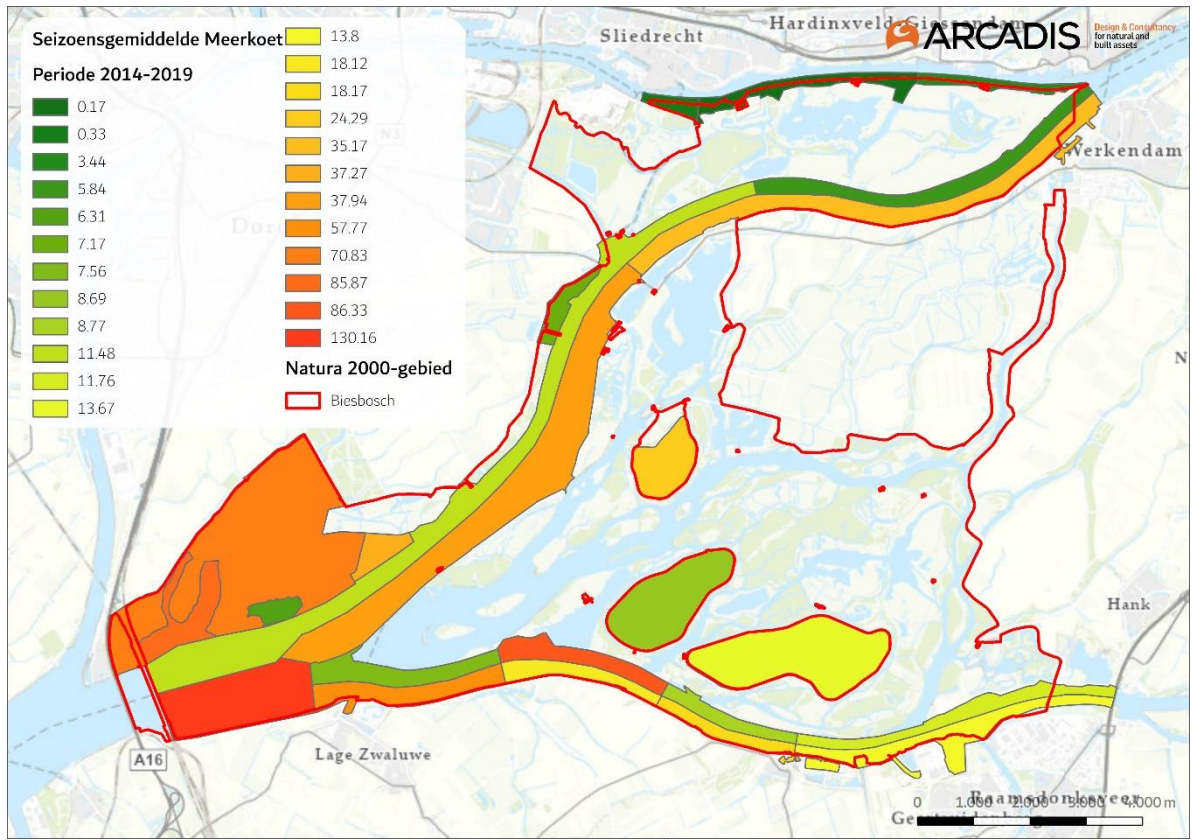 Seizoensgemiddelde Meerkoet
Periode 2014-2019
0.17
0.33
3.44
5.84
6.31
7.17
7.56
8.69
8.77
11.48
11.76
13.67
13.8
18.12
18.17
24.29
35.17
37.27
37.94
57.77
70.83
85.87
86.33
130.16
Natura 2000-gebied
Biesbosch
Sliedrecht
Hardinxveld-Giessendam
ARCADIS
Design & Consultancy
for natural and
built assets
N3
Werkendam
Hank
Lage Zwaluwe
A16
Raamsdonksveer
Geertruidenberg
0 1.000 2.000 3.000 4.000 m